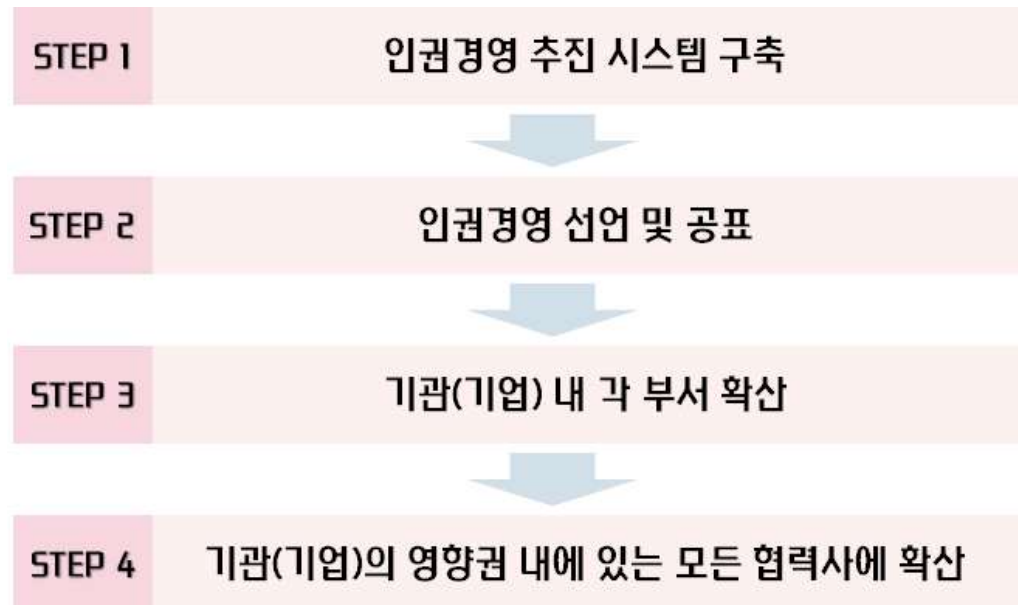 STEP 1 인권경영 추진 시스템 구축
STEP 2 인권경영 선언 및 공표
STEP 3 기관(기업) 내 각 부서 확산
STEP 4 기관(기업)의 영향권 내에 있는 모든 협력사에 확산